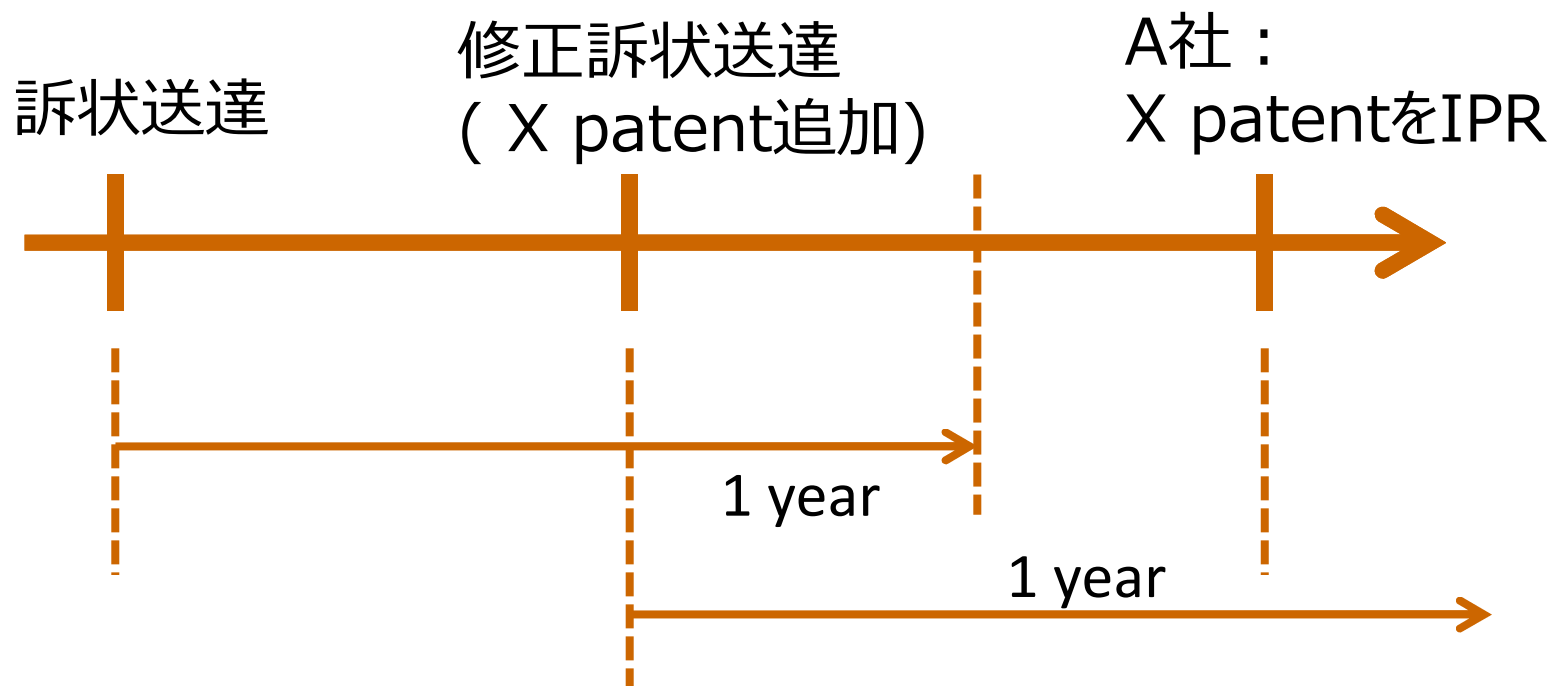 訴状送達
修正訴状送達
( X patent追加)
A社：
X patentをIPR
1 year
1 year